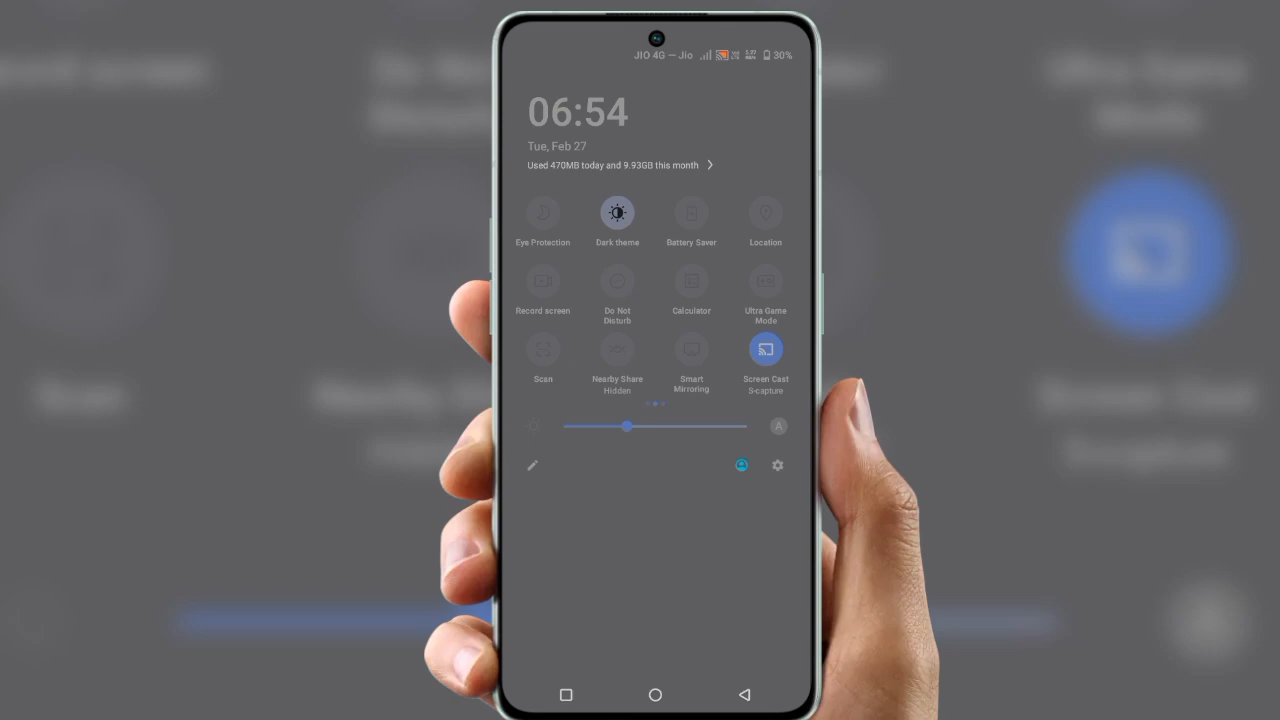 JIO 4G — Jio 30%
06:54
Tue, Feb 27
Used 470MB today and 9.93GB this month
Eye Protection Dark theme Battery Saver Location
Record screen Do Not Disturb Calculator Ultra Game Mode
Scan Nearby Share Hidden Smart Mirroring Screen Cast S-capture
A